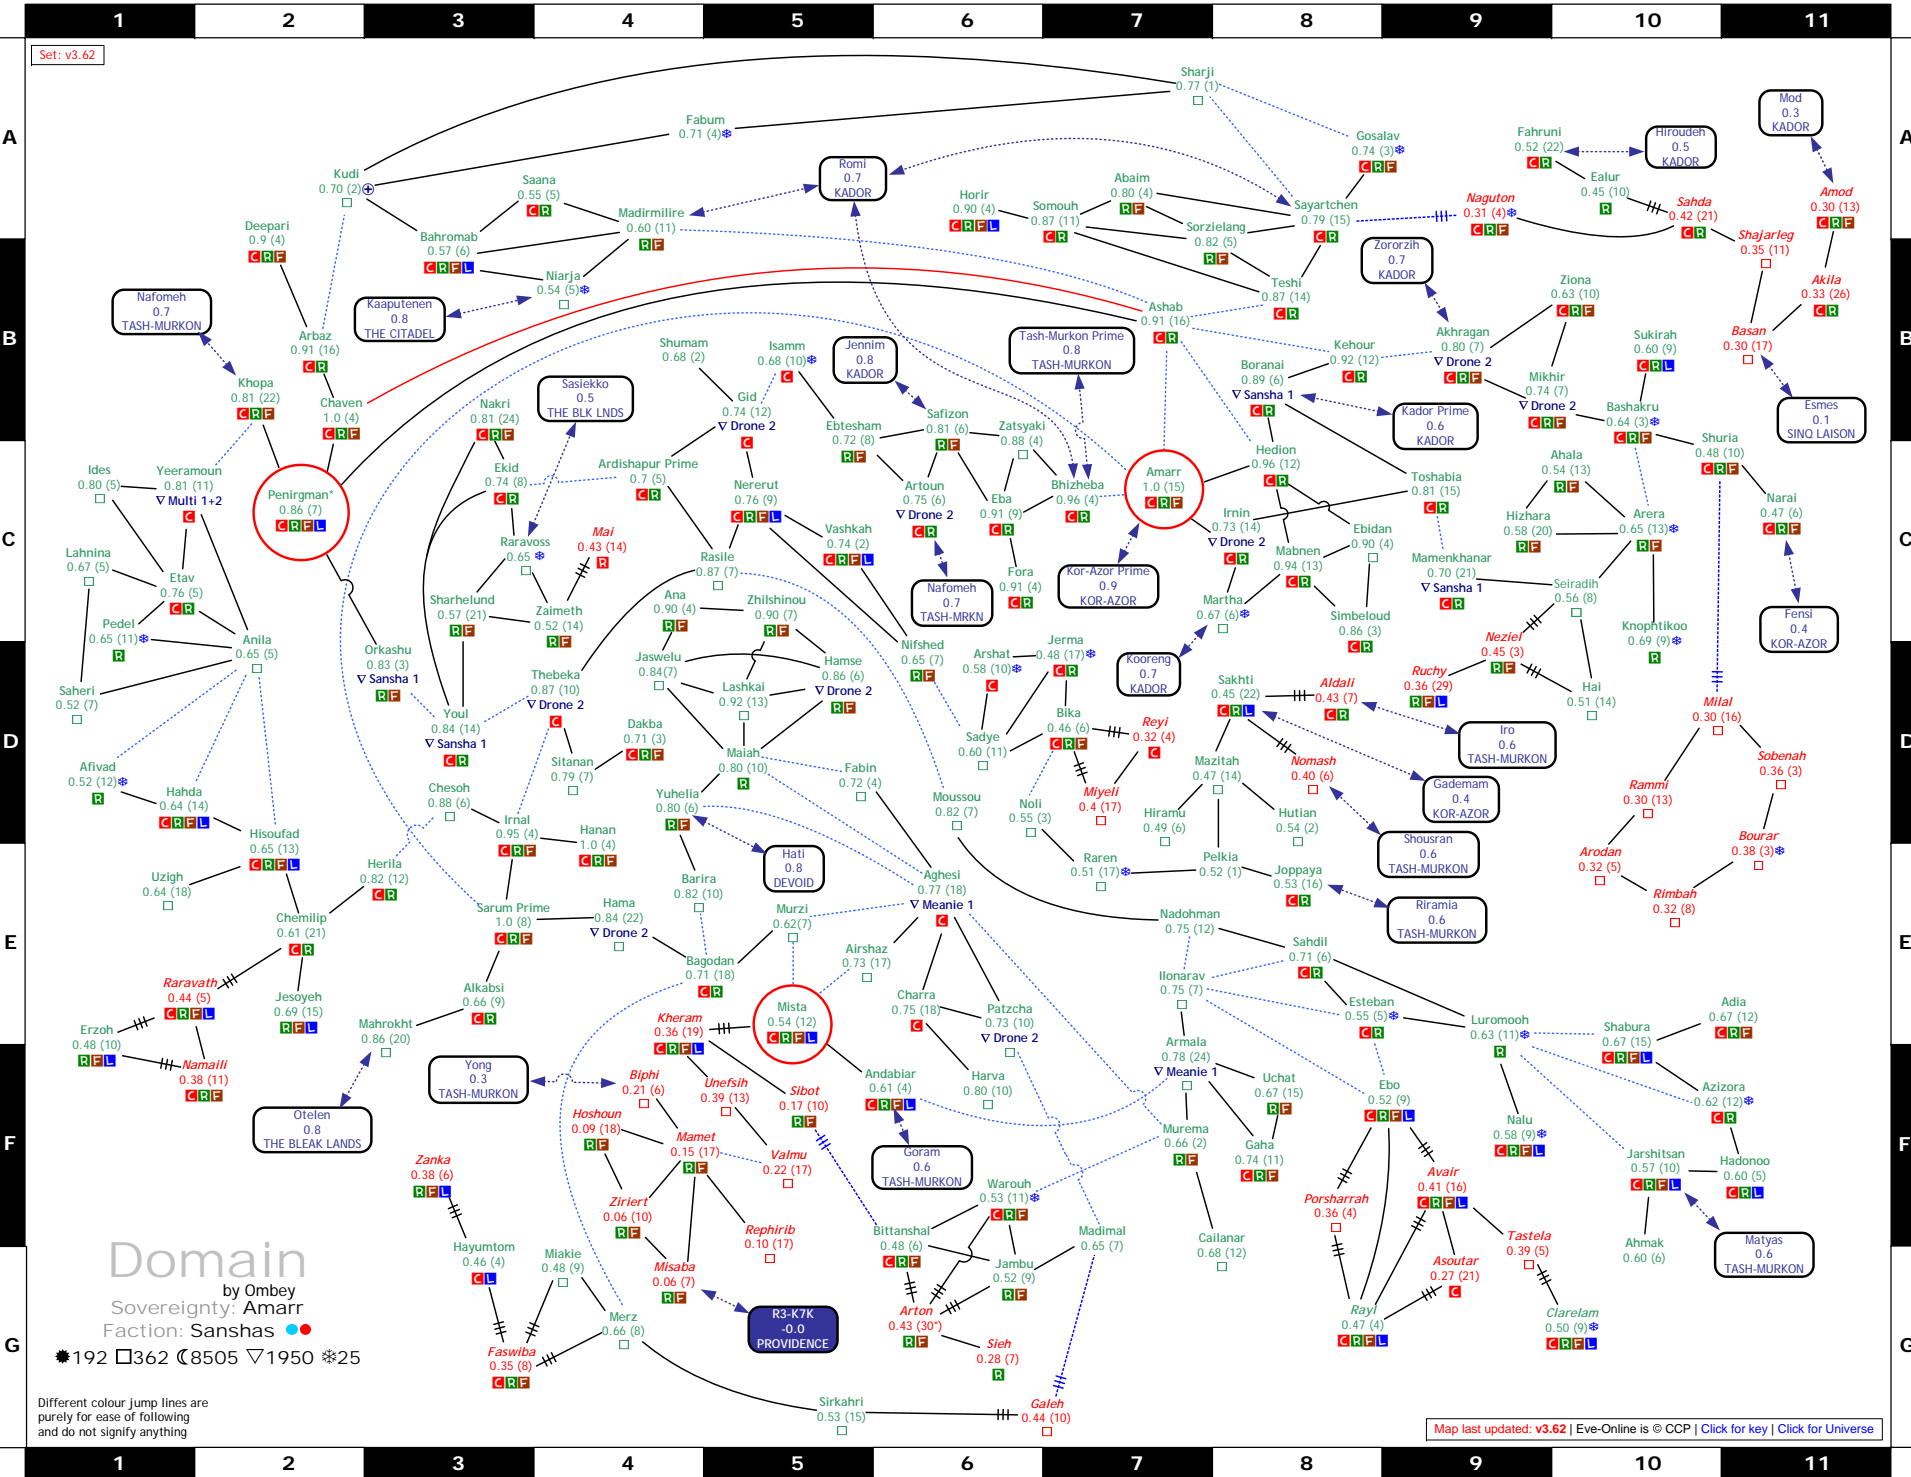 1 2 3 4 5 6 7 8 9 10 11
Set: v3.62
A
Sharji
0.77 (1)
Fabum
0.71 (4)
Gosalav
0.74 (3)
C R F
Fahruni
0.52 (22)
C R
Hiroudeh
0.5
KADOR
Mod
0.3
KADOR
A
Kudi
0.70 (2)
Saana
0.55 (5)
C R
Romi
0.7
KADOR
Madirmilire
0.60 (11)
R F
Horir
0.90 (4)
C R F L
Somouh
0.87 (11)
C R
Abaim
0.80 (4)
R F
Sorzielang
0.82 (5)
R F
Sayartchen
0.79 (15)
C R
Naguton
0.31 (4)
C R F
Ealur
0.45 (10)
R
Sahda
0.42 (21)
C R
Amod
0.30 (13)
C R F
Shajarleg
0.35 (11)
Deepari
0.9 (4)
C R F
Bahromab
0.57 (6)
C R F L
Niarja
0.54 (5)
Teshi
0.87 (14)
C R
Zororzih
0.7
KADOR
Ziona
0.63 (10)
C R F
Akila
0.33 (26)
C R
B
Nafomeh
0.7
TASH-MURKON
Kaaputenen
0.8
THE CITADEL
Arbaz
0.91 (16)
C R
Shumam
0.68 (2)
Isamm
0.68 (10)
C
Jennim
0.8
KADOR
Tash-Murkon Prime
0.8
TASH-MURKON
Ashab
0.91 (16)
C R
Kehour
0.92 (12)
C R
Akhragan
0.80 (7)
▽ Drone 2
C R F
Sukirah
0.60 (9)
C R L
Basan
0.30 (17)
B
Khopa
0.81 (22)
C R F
Chaven
1.0 (4)
C R F
Nakri
0.81 (24)
C R F
Sasiekko
0.5
THE BLK LNDS
Gid
0.74 (12)
▽ Drone 2
C
Ebtesham
0.72 (8)
R F
Safizon
0.81 (6)
R F
Zatsyaki
0.88 (4)
Boranai
0.89 (6)
▽ Sansha 1
C R
Kador Prime
0.6
KADOR
Mikhir
0.74 (7)
▽ Drone 2
C R F
Bashakru
0.64 (3)
C R F
Esmes
0.1
SINQ LAISON
Shuria
0.48 (10)
C R F
Ides
0.80 (5)
Yeeramoun
0.81 (11)
▽ Multi 1+2
C
Penirgman*
0.86 (7)
C R F L
Ekid
0.74 (8)
C R
Ardishapur Prime
0.7 (5)
C R
Nererut
0.76 (9)
C R F L
Artoun
0.75 (6)
▽ Drone 2
C R
Eba
0.91 (9)
C R
Bhizheba
0.96 (4)
C R
Amarr
1.0 (15)
C R F
Hedion
0.96 (12)
C R
Toshabia
0.81 (15)
C R
Ahala
0.54 (13)
R F
Narai
0.47 (6)
C R F
C
Lahnina
0.67 (5)
Etav
0.76 (5)
C R
Raravoss
0.65
Mai
0.43 (14)
R
Rasile
0.87 (7)
Vashkah
0.74 (2)
C R F L
Nafomeh
0.7
TASH-MRKN
Fora
0.91 (4)
C R
Kor-Azor Prime
0.9
KOR-AZOR
Irnin
0.73 (14)
▽ Drone 2
C R
Mabnen
0.94 (13)
C R
Ebidan
0.90 (4)
Mamenkhanar
0.70 (21)
▽ Sansha 1
C R
Hizhara
0.58 (20)
R F
Arera
0.65 (13)
R F
Seiradih
0.56 (8)
Fensi
0.4
KOR-AZOR
C
Pedel
0.65 (11)
R
Anila
0.65 (5)
Sharhelund
0.57 (21)
R F
Zaimeth
0.52 (14)
R F
Ana
0.90 (4)
R F
Zhilshinou
0.90 (7)
R F
Martha
0.67 (6)
Simbeloud
0.86 (3)
C R
Knophtikoo
0.69 (9)
R
Orkashu
0.83 (3)
▽ Sansha 1
R F
Thebeka
0.87 (10)
▽ Drone 2
C
Jaswelu
0.84(7)
Lashkai
0.92 (13)
Hamse
0.86 (6)
▽ Drone 2
R F
Nifshed
0.65 (7)
R F
Arshat
0.58 (10)
C
Jerma
0.48 (17)
C R
Kooreng
0.7
KADOR
Sakhti
0.45 (22)
C R L
Aldali
0.43 (7)
C R
Ruchy
0.36 (29)
R F L
Neziel
0.45 (3)
R F
Hai
0.51 (14)
Milal
0.30 (16)
D
Saheri
0.52 (7)
Youl
0.84 (14)
▽ Sansha 1
C R
Dakba
0.71 (3)
C R F
Sitanan
0.79 (7)
Maiah
0.80 (10)
R
Fabin
0.72 (4)
Sadye
0.60 (11)
Bika
0.46 (6)
C R F
Reyi
0.32 (4)
C
Mazitah
0.47 (14)
Nomash
0.40 (6)
Iro
0.6
TASH-MURKON
Gademam
0.4
KOR-AZOR
Sobenah
0.36 (3)
D
Afivad
0.52 (12)
R
Hahda
0.64 (14)
C R F L
Chesoh
0.88 (6)
Irnal
0.95 (4)
C R F
Yuhelia
0.80 (6)
R F
Moussou
0.82 (7)
Noli
0.55 (3)
Miyeli
0.4 (17)
Hiramu
0.49 (6)
Hutian
0.54 (2)
Rammi
0.30 (13)
Hisoufad
0.65 (13)
C R F L
Hanan
1.0 (4)
C R F
Hati
0.8
DEVOID
Shousran
0.6
TASH-MURKON
Arodan
0.32 (5)
Bourar
0.38 (3)
E
Uzigh
0.64 (18)
Herila
0.82 (12)
C R
Barira
0.82 (10)
Aghesi
0.77 (18)
▽ Meanie 1
C
Raren
0.51 (17)
Pelkia
0.52 (1)
Joppaya
0.53 (16)
C R
Riramia
0.6
TASH-MURKON
Rimbah
0.32 (8)
E
Chemilip
0.61 (21)
C R
Sarum Prime
1.0 (8)
C R F
Hama
0.84 (22)
▽ Drone 2
Murzi
0.62(7)
Nadohman
0.75 (12)
Raravath
0.44 (5)
C R F L
Jesoyeh
0.69 (15)
R F L
Alkabsi
0.66 (9)
C R
Bagodan
0.71 (18)
C R
Airshaz
0.73 (17)
Charra
0.75 (18)
C
Patzcha
0.73 (10)
▽ Drone 2
Ilonarav
0.75 (7)
Sahdil
0.71 (6)
C R
Esteban
0.55 (5)
C R
Luromooh
0.63 (11)
R
Adia
0.67 (12)
C R F
Erzoh
0.48 (10)
R F L
Mahrokht
0.86 (20)
Kheram
0.36 (19)
C R F L
Mista
0.54 (12)
C R F L
Shabura
0.67 (15)
C R F L
F
Namaili
0.38 (11)
C R F
Otelen
0.8
THE BLEAK LANDS
Yong
0.3
TASH-MURKON
Biphi
0.21 (6)
Unefsih
0.39 (13)
Sibot
0.17 (10)
R F
Andabiar
0.61 (4)
C R F L
Harva
0.80 (10)
Armala
0.78 (24)
▽ Meanie 1
Uchat
0.67 (15)
R F
Ebo
0.52 (9)
C R F L
Azizora
0.62 (12)
C R
Hoshoun
0.09 (18)
R F
Mamet
0.15 (17)
R F
Valmu
0.22 (17)
Goram
0.6
TASH-MURKON
Murema
0.66 (2)
R F
Gaha
0.74 (11)
C R F
Nalu
0.58 (9)
C R F L
Jarshitsan
0.57 (10)
C R F L
Hadonoo
0.60 (5)
C R L
F
Zanka
0.38 (6)
R F L
Ziriert
0.06 (10)
R F
Rephirib
0.10 (17)
Warouh
0.53 (11)
C R F
Porsharrah
0.36 (4)
Avair
0.41 (16)
C R F L
Bittanshal
0.48 (6)
C R F
Madimal
0.65 (7)
Cailanar
0.68 (12)
Tastela
0.39 (5)
Ahmak
0.60 (6)
Matyas
0.6
TASH-MURKON
Hayumtom
0.46 (4)
C L
Miakie
0.48 (9)
Misaba
0.06 (7)
R F
Jambu
0.52 (9)
R F
Asoutar
0.27 (21)
C
Domain
by Ombey
Sovereignty: Amarr
Faction: Sanshas
192 362 8505 1950 25
G
Merz
0.66 (8)
R3-K7K
-0.0
PROVIDENCE
Arton
0.43 (30*)
R F
Rayl
0.47 (4)
C R F L
Clarelam
0.50 (9)
C R F L
G
Faswiba
0.35 (8)
C R F
Sieh
0.28 (7)
R
Different colour jump lines are
purely for ease of following
and do not signify anything
Sirkahri
0.53 (15)
Galeh
0.44 (10)
Map last updated: v3.62 | Eve-Online is © CCP | Click for key | Click for Universe
1 2 3 4 5 6 7 8 9 10 11